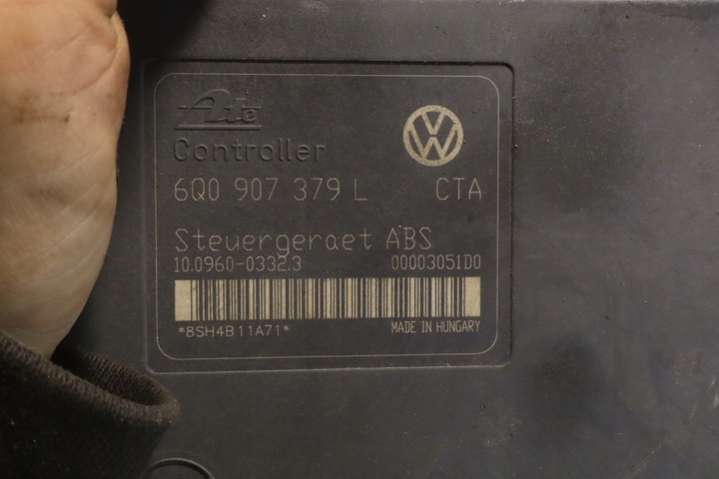 Ate
Controller
6Q0 907 379 L CTA
Steuergeraet ABS
10.0960-0332.3 00003051D0
*8SH4B11A71*
MADE IN HUNGARY